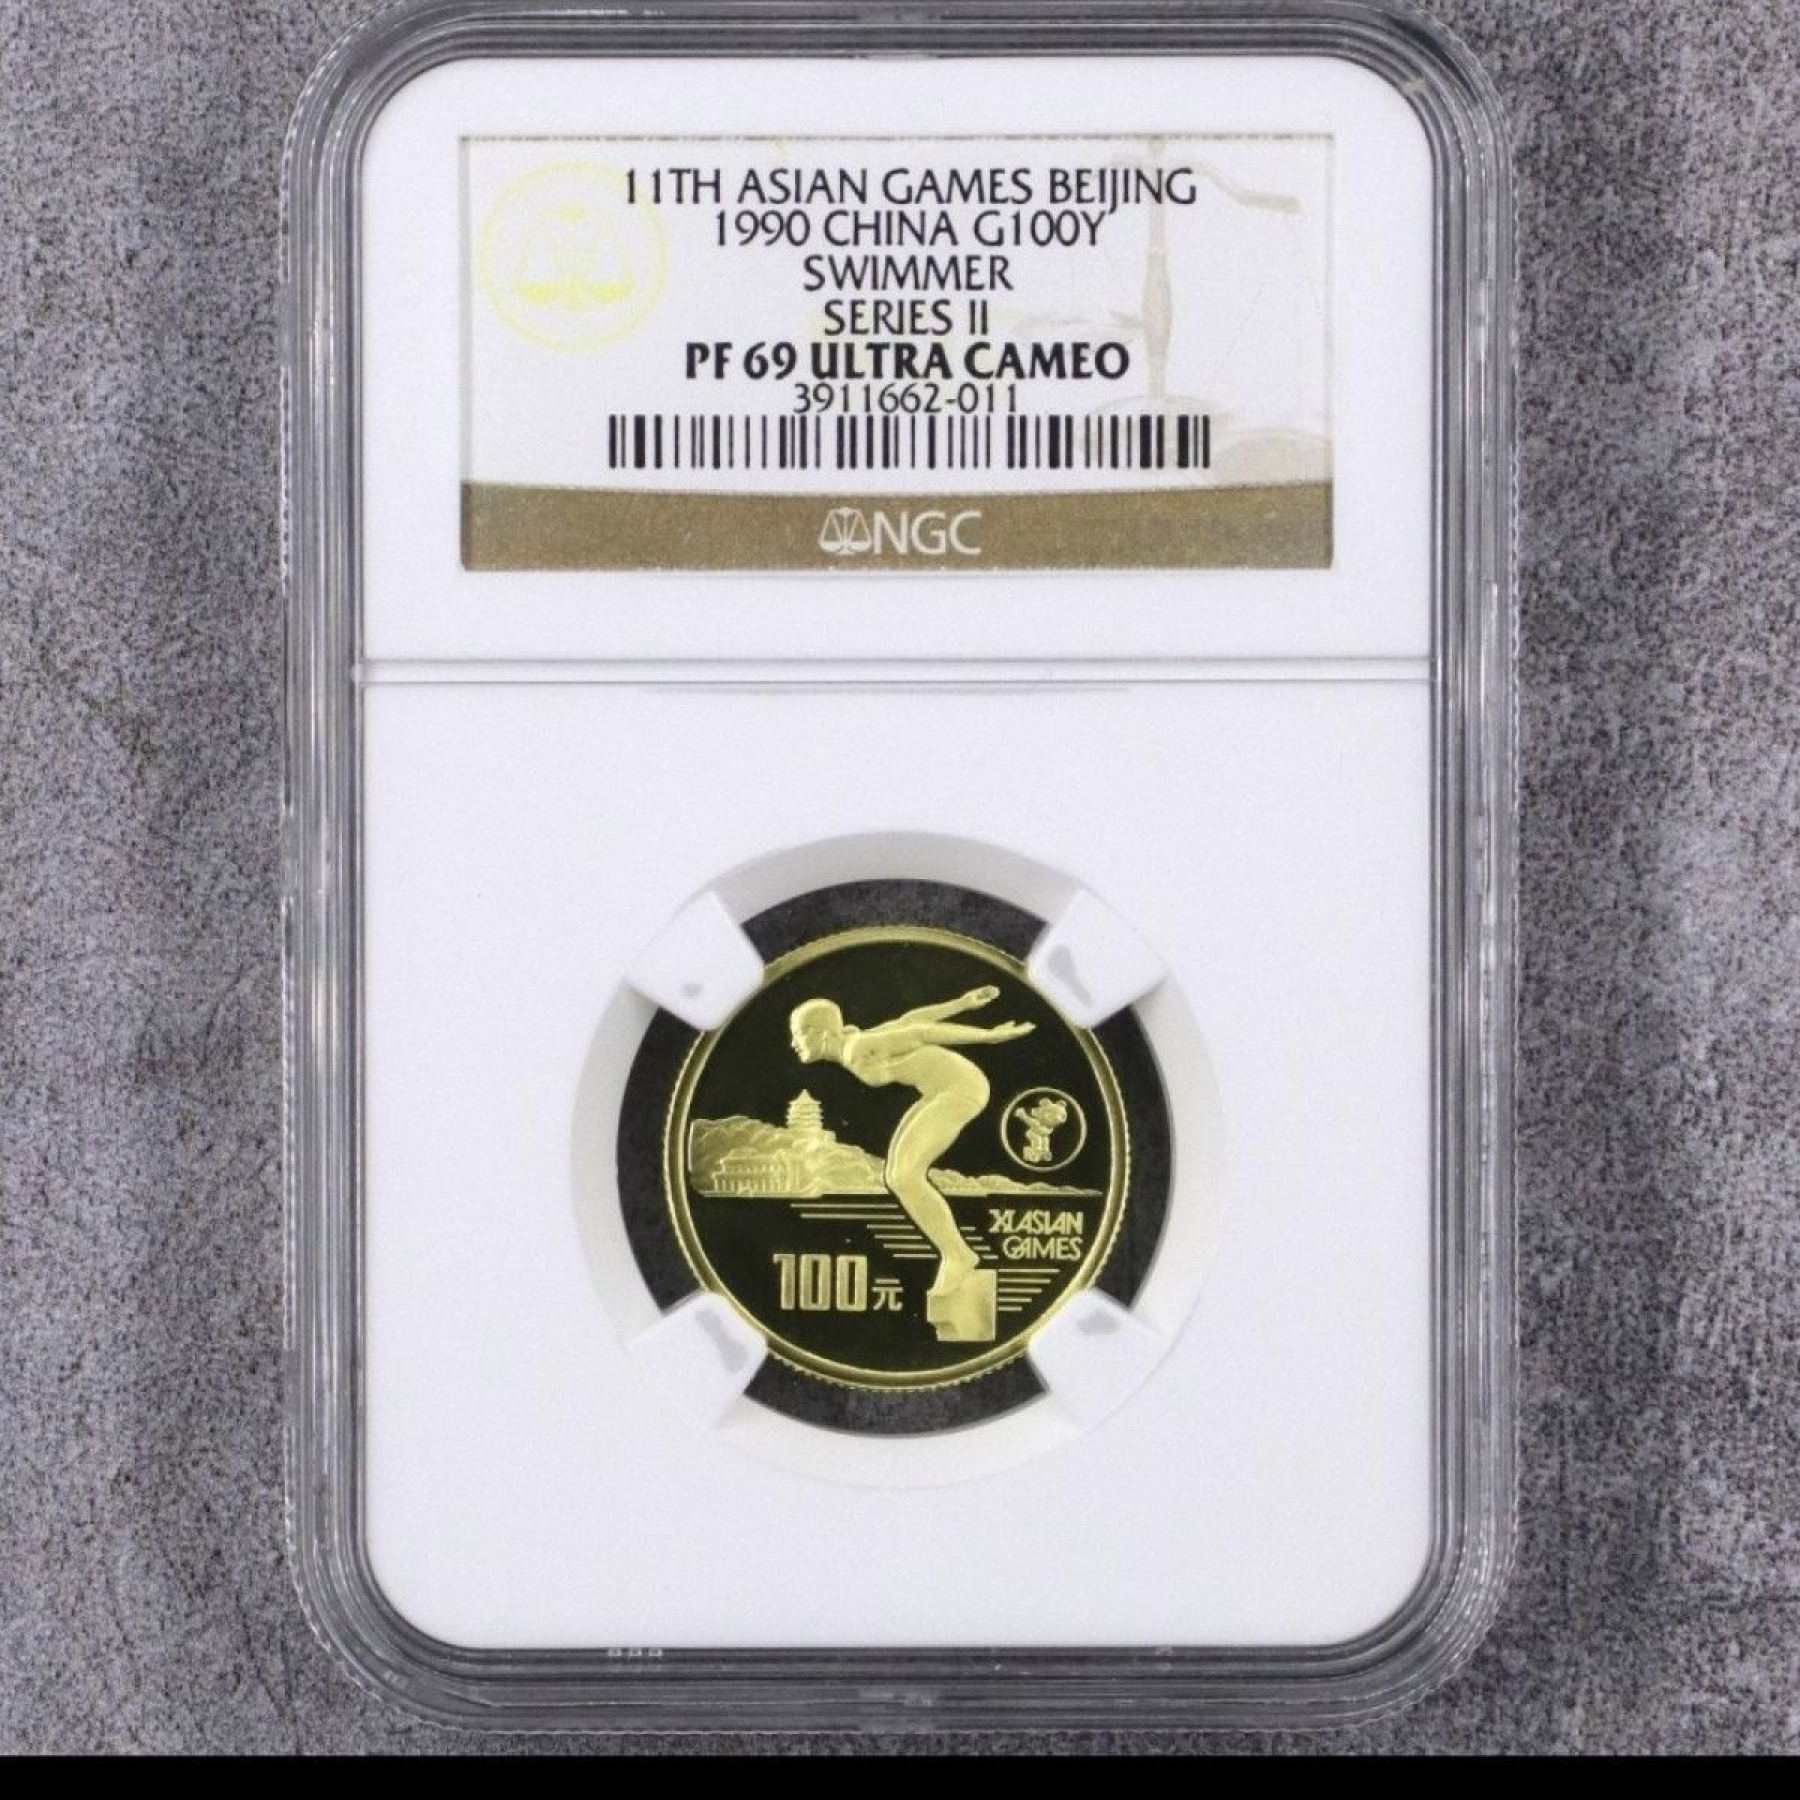 11TH ASIAN GAMES BEIJING
1990 CHINA G100Y
SWIMMER
SERIES II
PF 69 ULTRA CAMEO
3911662-011
NGC
XI ASIAN
GAMES
100元